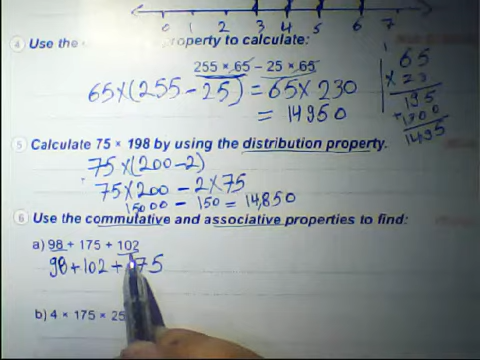 0 1 2 3 4 5 6 7
4 Use the property to calculate:
255 × 65 – 25 × 65
65×(255 – 25) = 65×230
= 14950
65
× 23
195
+1300
1495
5 Calculate 75 × 198 by using the distribution property.
75×(200–2)
75×200 – 2×75
15000 – 150 = 14,850
6 Use the commutative and associative properties to find:
a) 98 + 175 + 102
98+102+175
b) 4 × 175 × 25